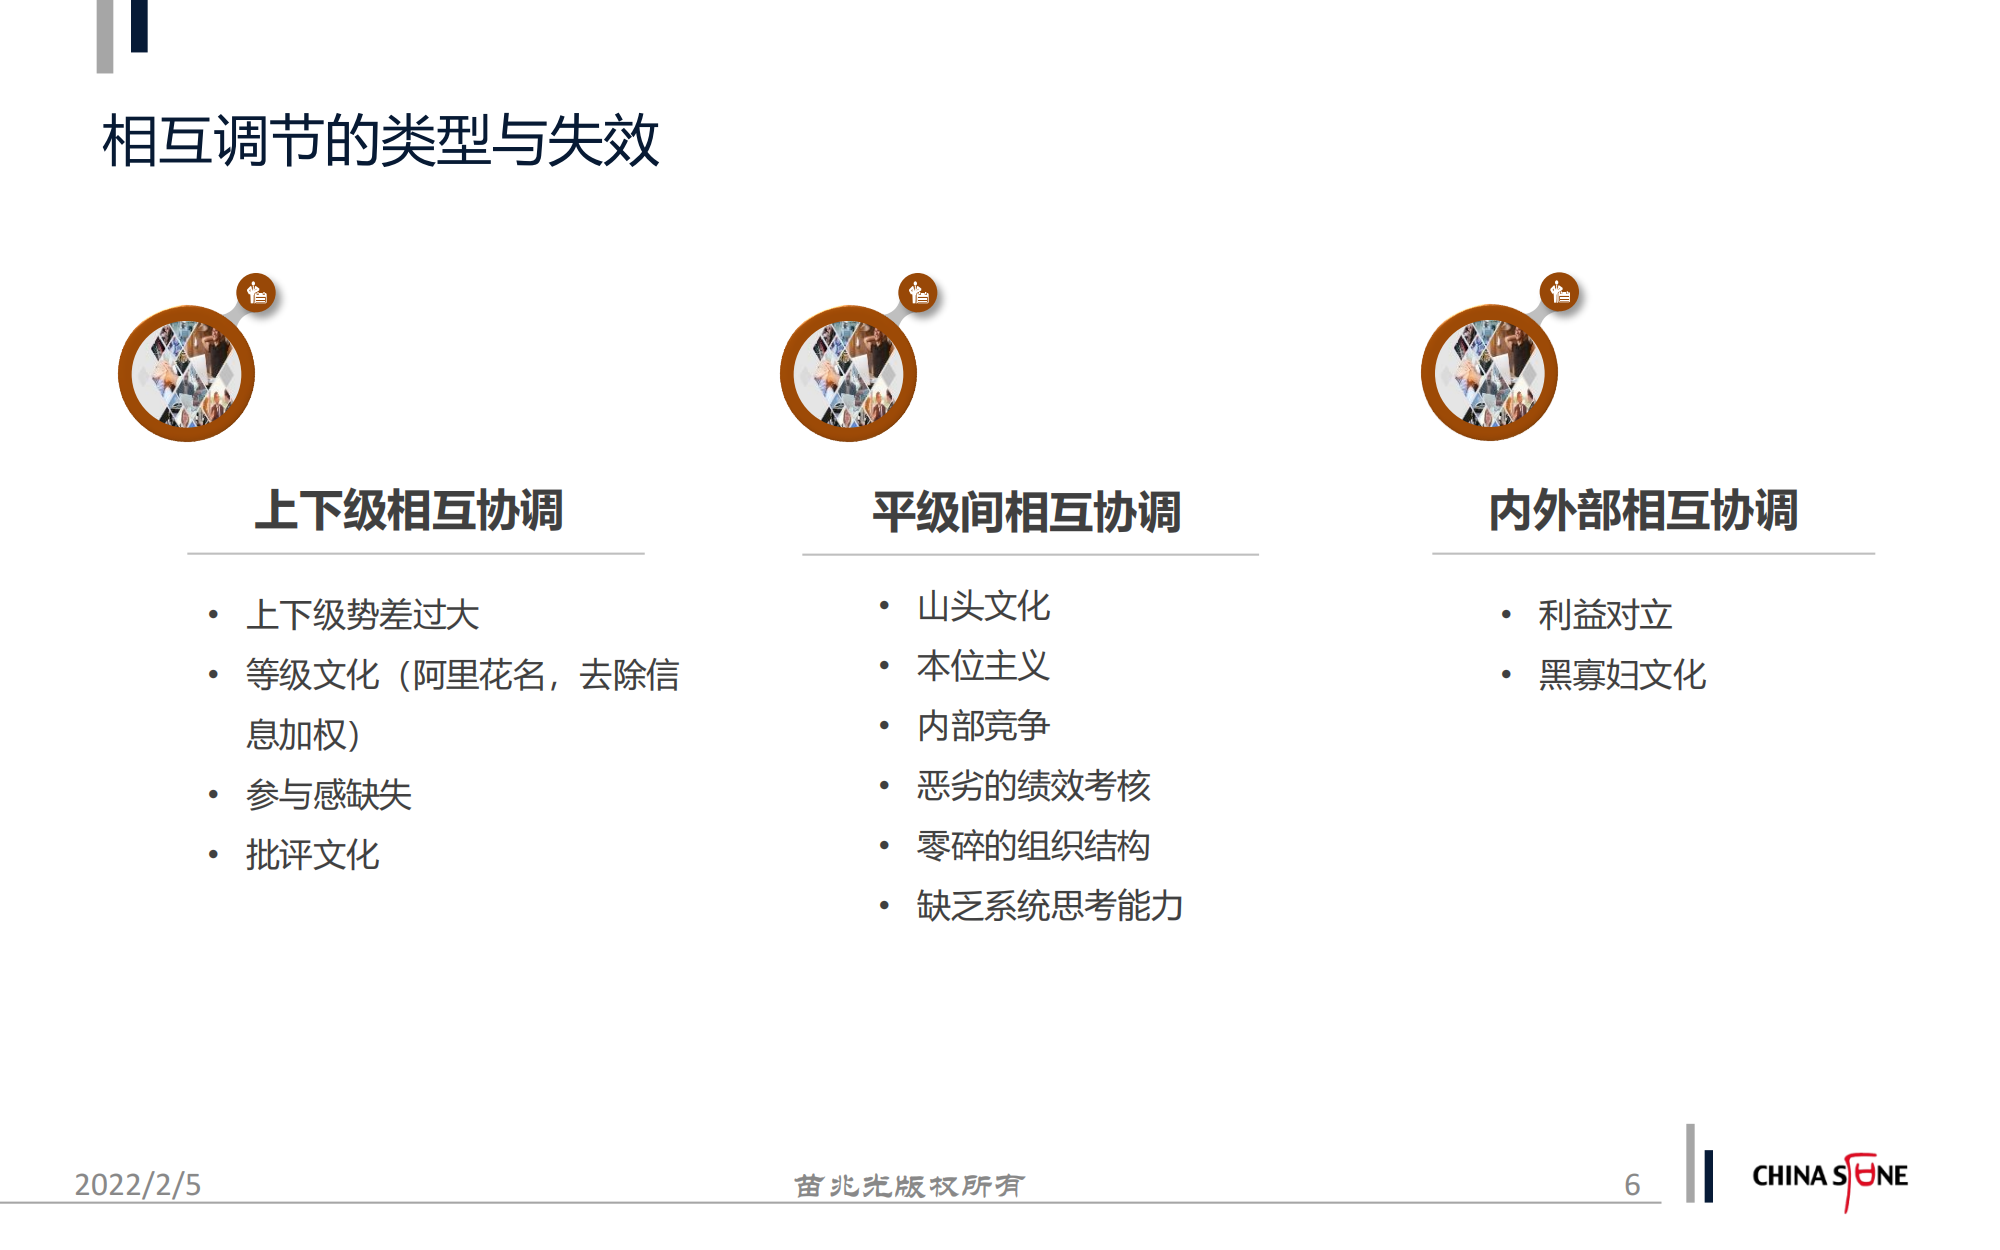 相互调节的类型与失效
上下级相互协调
• 上下级势差过大
• 等级文化（阿里花名，去除信
息加权）
• 参与感缺失
• 批评文化
平级间相互协调
• 山头文化
• 本位主义
• 内部竞争
• 恶劣的绩效考核
• 零碎的组织结构
• 缺乏系统思考能力
内外部相互协调
• 利益对立
• 黑寡妇文化
2022/2/5
苗兆光版权所有
6
CHINA STONE